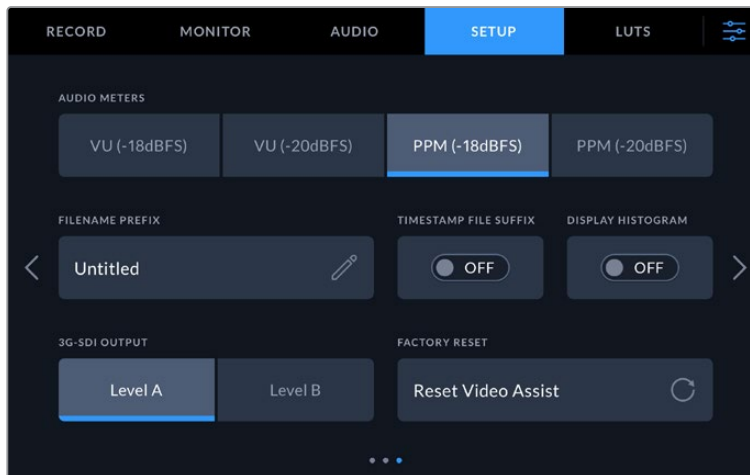 RECORD MONITOR AUDIO SETUP LUTS
AUDIO METERS
VU (-18dBFS) VU (-20dBFS) PPM (-18dBFS) PPM (-20dBFS)
FILENAME PREFIX TIMESTAMP FILE SUFFIX DISPLAY HISTOGRAM
Untitled OFF OFF
3G-SDI OUTPUT FACTORY RESET
Level A Level B Reset Video Assist